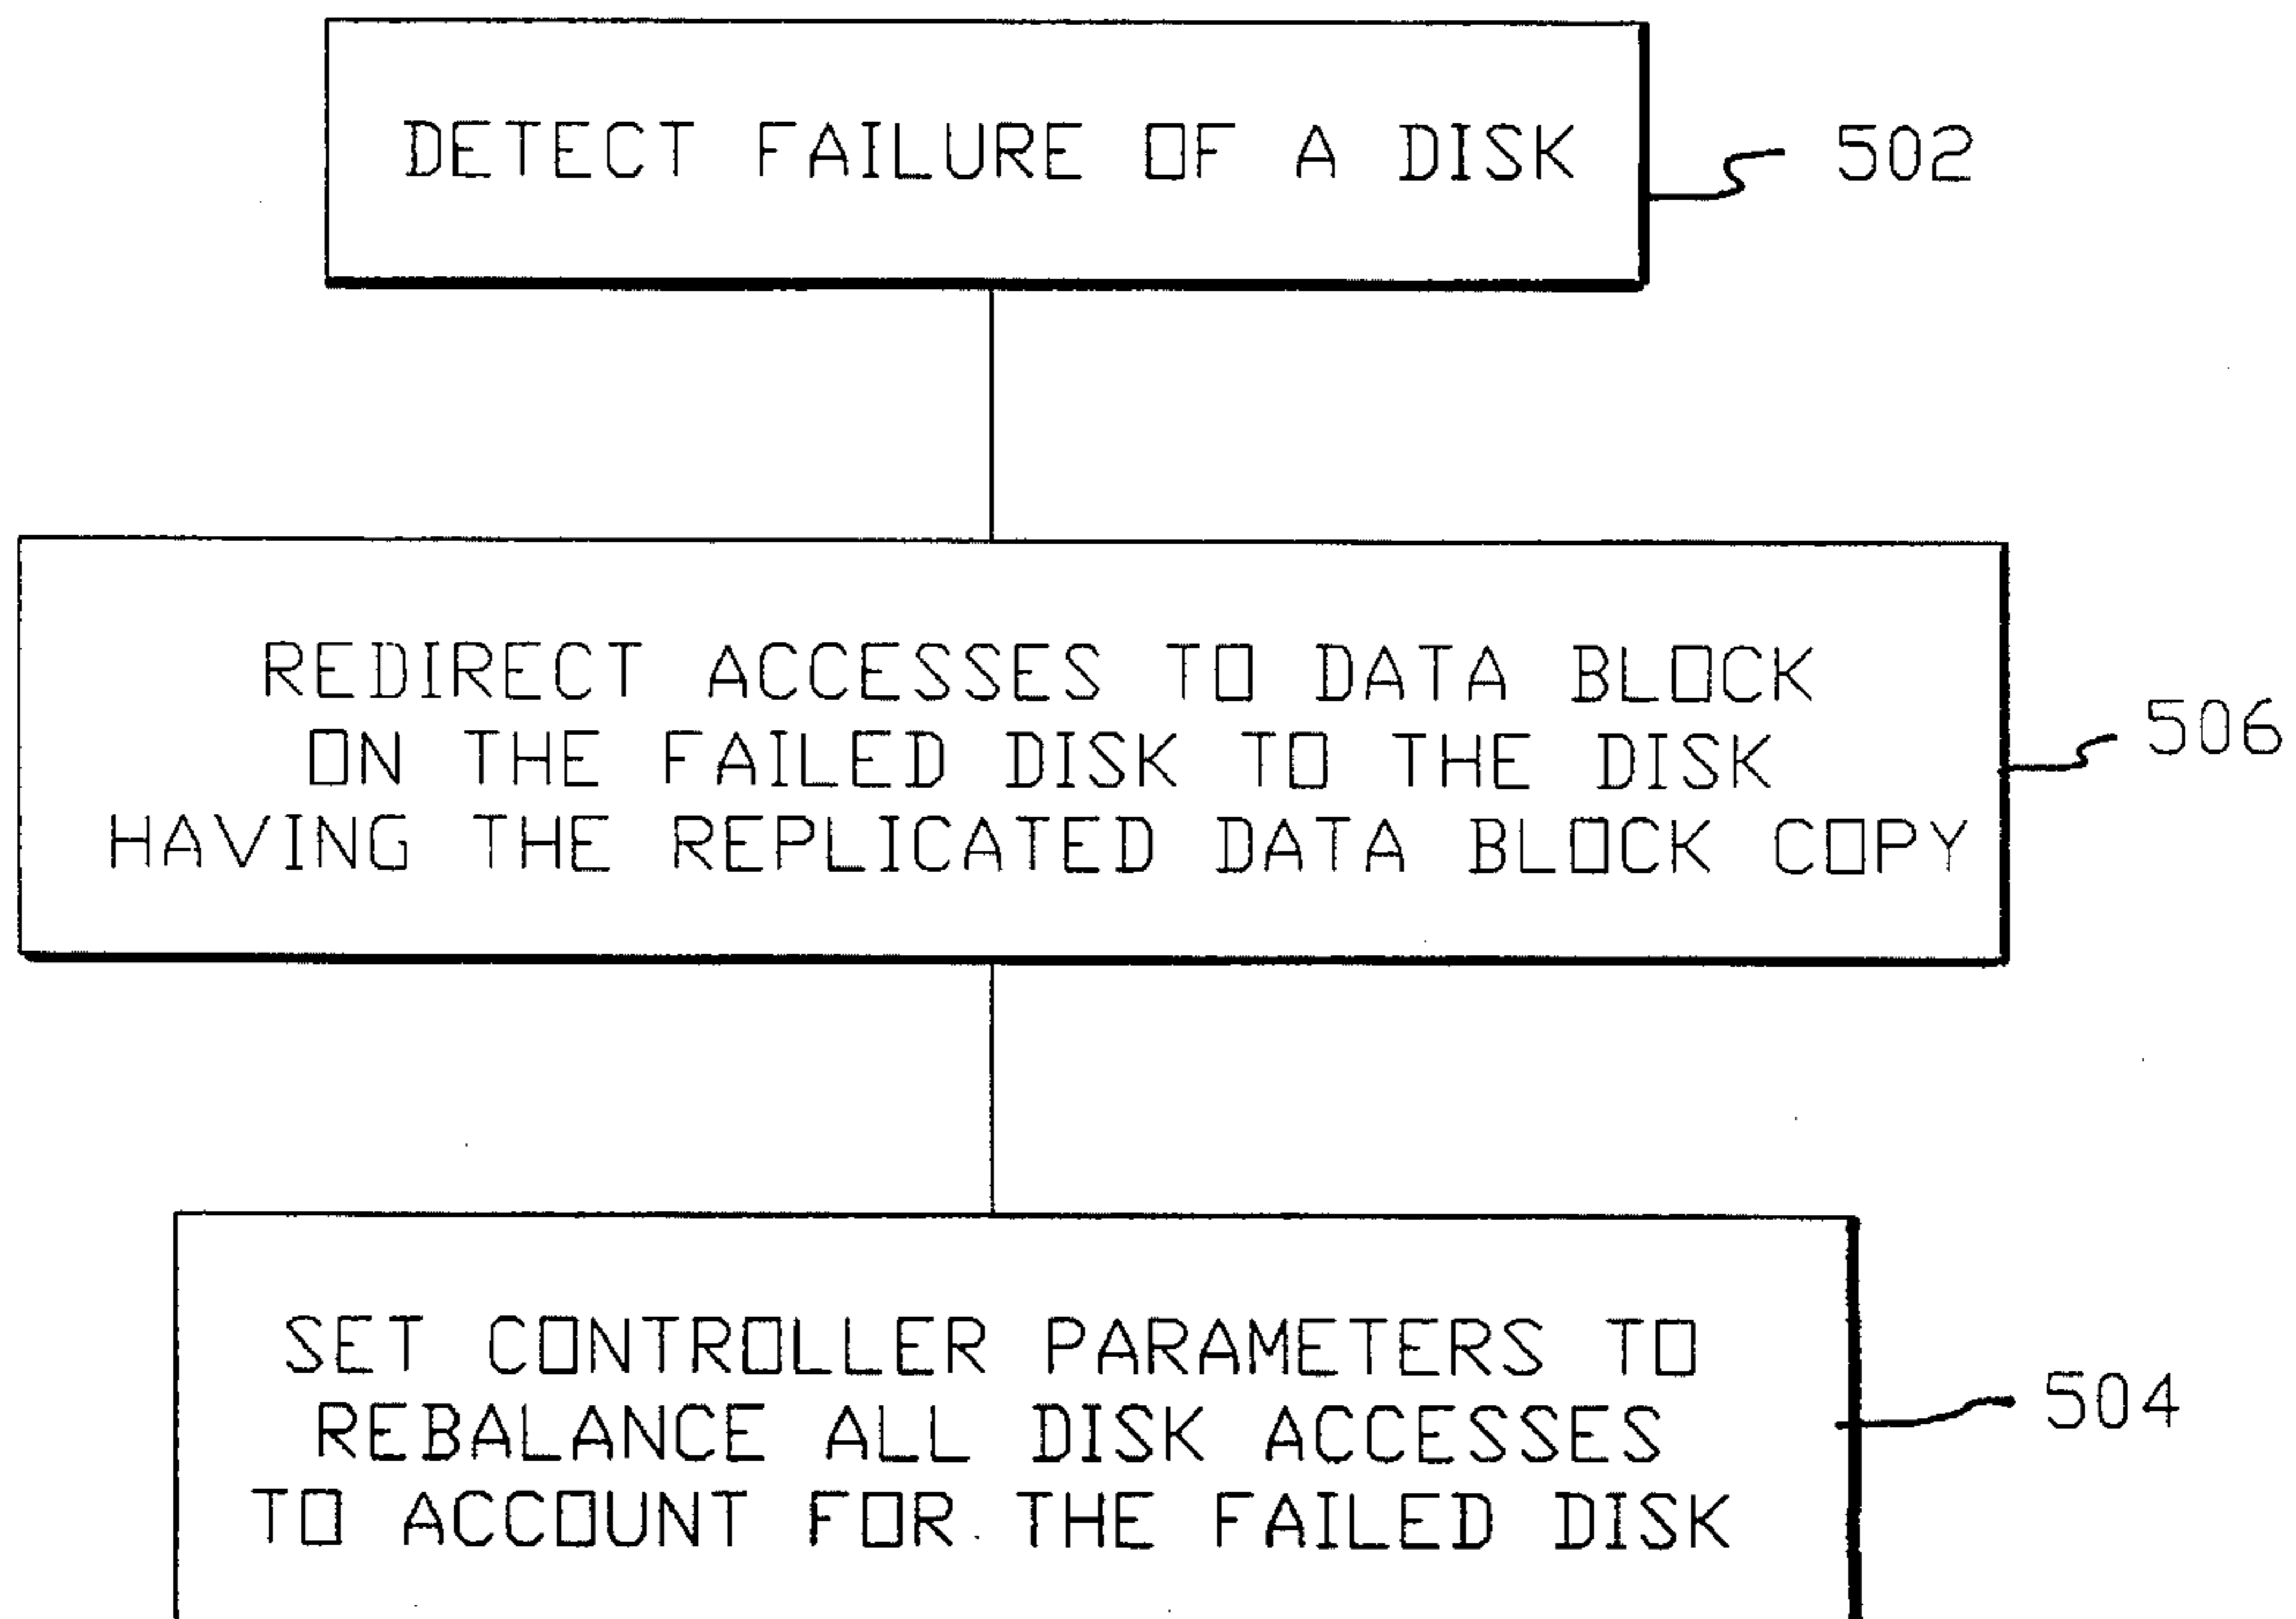 DETECT FAILURE OF A DISK
502
REDIRECT ACCESSES TO DATA BLOCK
ON THE FAILED DISK TO THE DISK
HAVING THE REPLICATED DATA BLOCK COPY
506
SET CONTROLLER PARAMETERS TO
REBALANCE ALL DISK ACCESSES
TO ACCOUNT FOR THE FAILED DISK
504